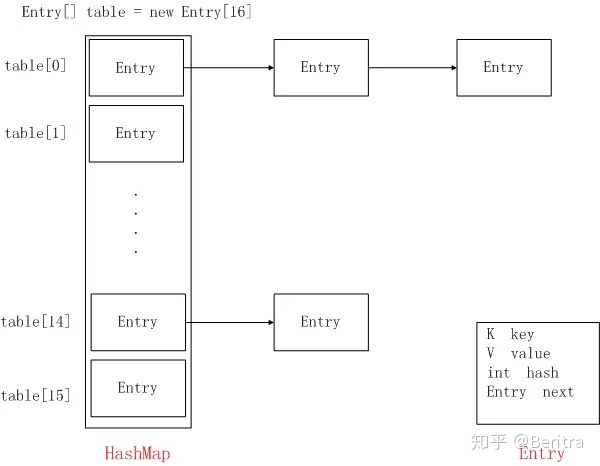 Entry[] table = new Entry[16]
table[0]
Entry
Entry
Entry
table[1]
Entry
table[14]
Entry
Entry
table[15]
Entry
K key
V value
int hash
Entry next
HashMap
Entry
知乎 @Beritra